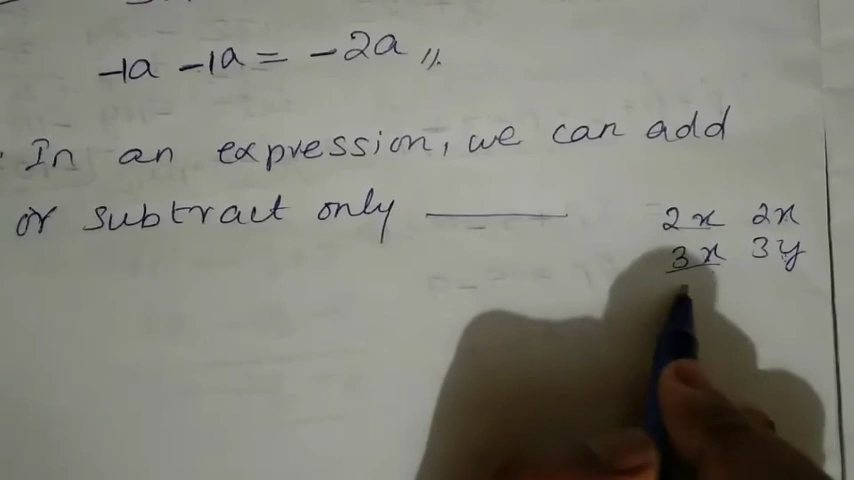 -1a -1a = -2a //.
In an expression, we can add
or subtract only ______
2x 2x
3x 3y